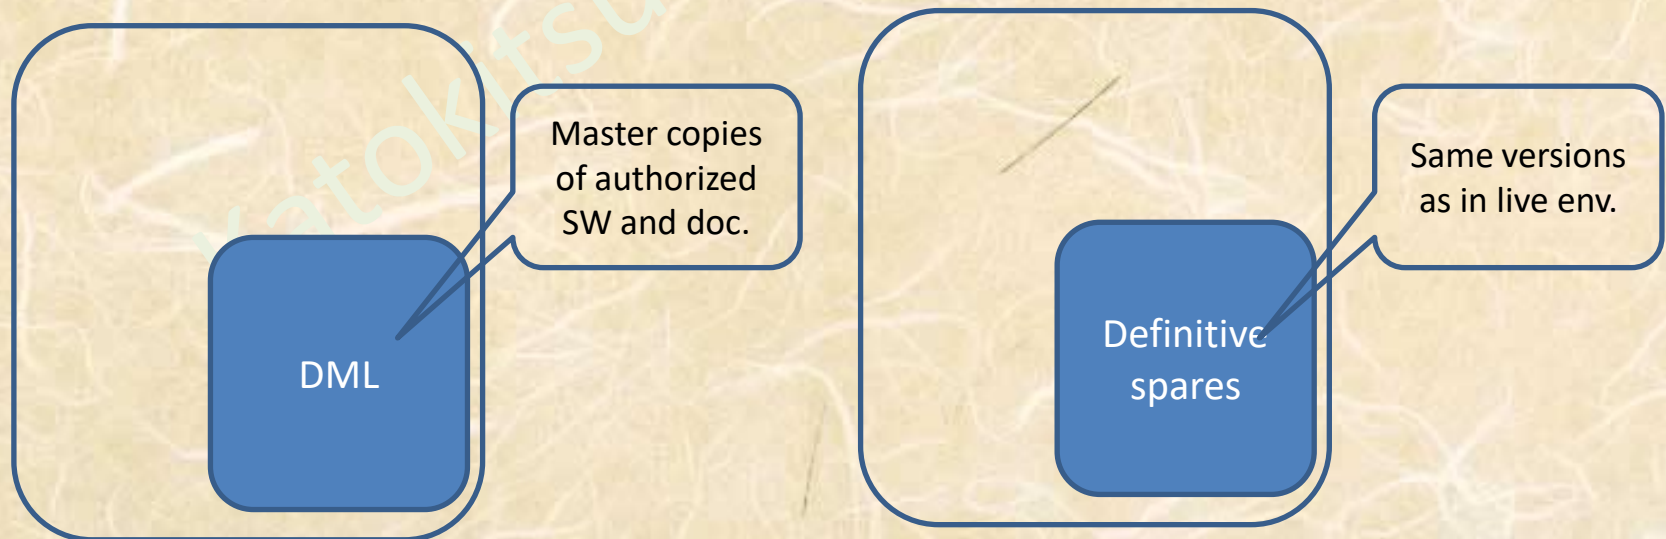 Master copies
of authorized
SW and doc.
DML
Same versions
as in live env.
Definitive
spares